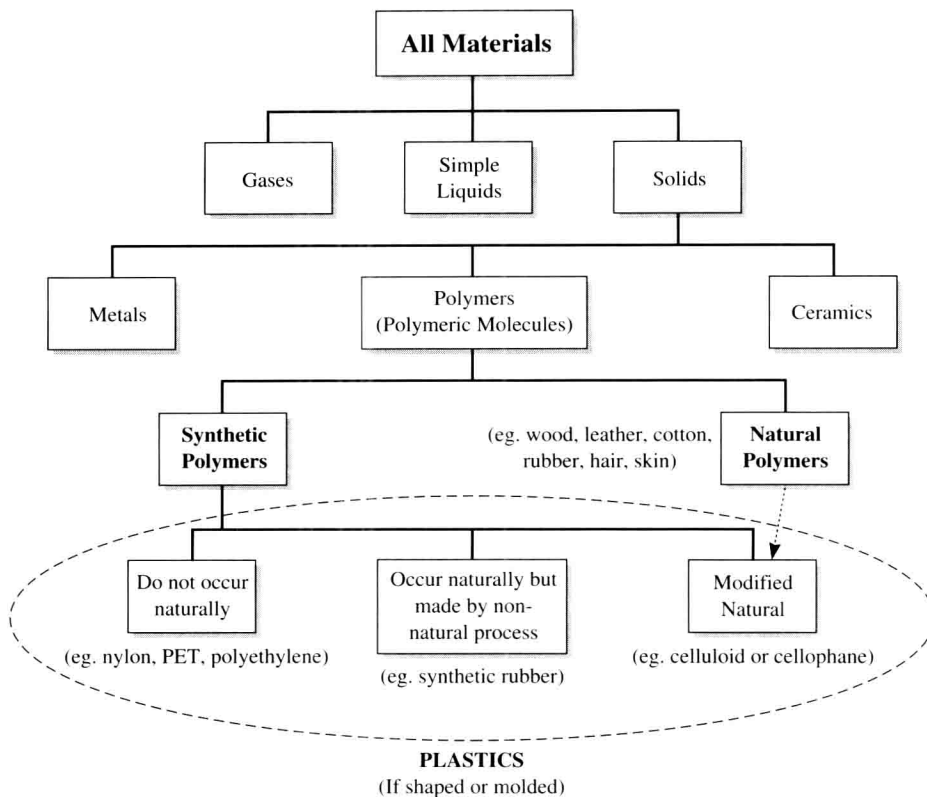 All Materials
Gases
Simple
Liquids
Solids
Metals
Polymers
(Polymeric Molecules)
Ceramics
Synthetic
Polymers
(eg. wood, leather, cotton,
rubber, hair, skin)
Natural
Polymers
Do not occur
naturally
(eg. nylon, PET, polyethylene)
Occur naturally but
made by non-
natural process
(eg. synthetic rubber)
Modified
Natural
(eg. celluloid or cellophane)
PLASTICS
(If shaped or molded)